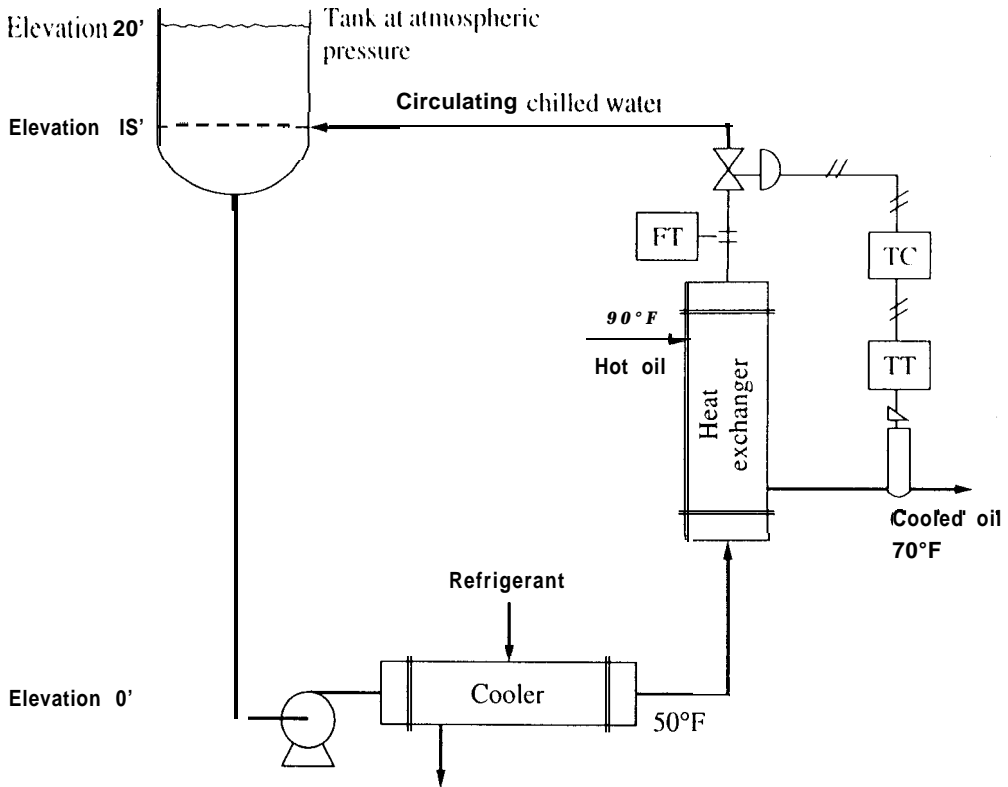 Elevation 20'
Tank at atmospheric
pressure
Circulating chilled water
Elevation IS'
FT
TC
90°F
Hot oil
TT
Heat
exchanger
Cooled oil
70°F
Refrigerant
Elevation 0'
Cooler
50°F